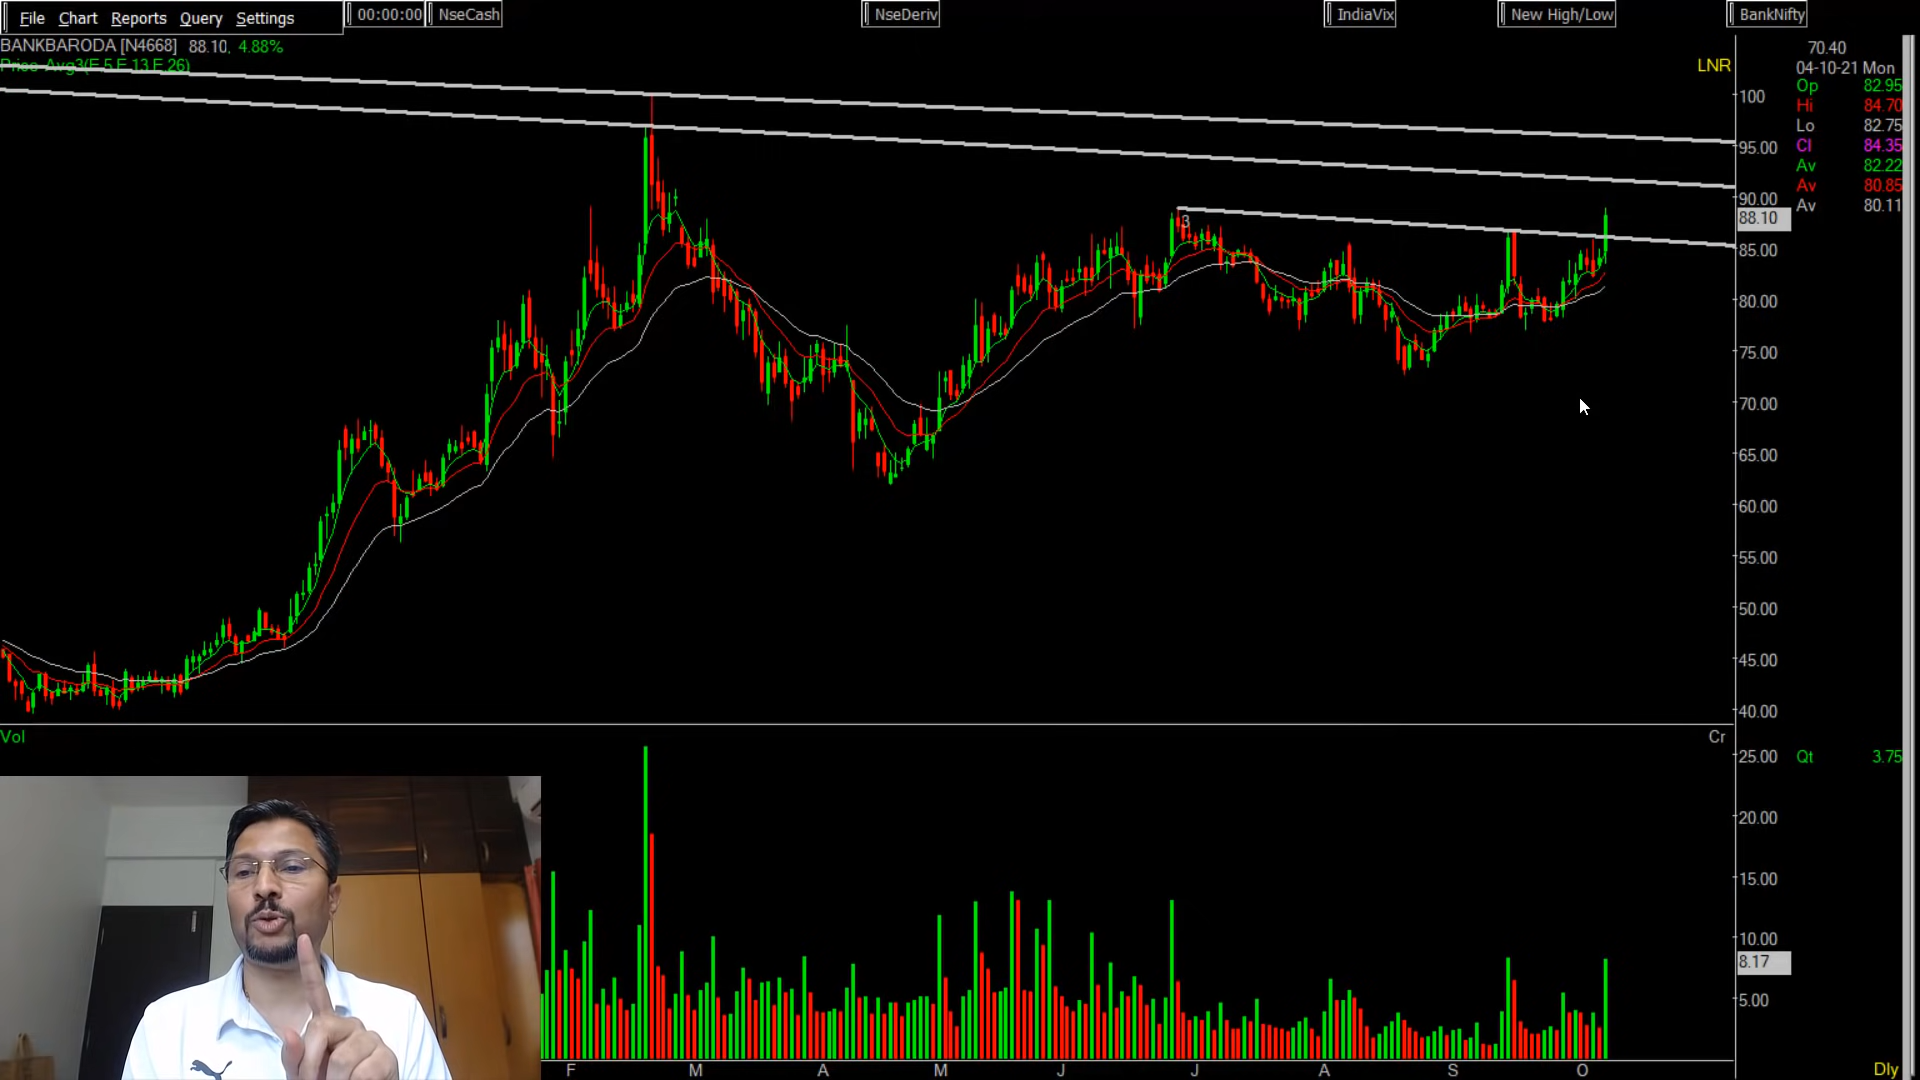 File Chart Reports Query Settings
00:00:00
NseCash
NseDeriv
IndiaVix
New High/Low
BankNifty
BANKBARODA [N4668] 88.10, 4.88%
Price-Avg3(E,5,E,13,E,26)
LNR
70.40
04-10-21 Mon
Op 82.95
Hi 84.70
Lo 82.75
Cl 84.35
Av 82.22
Av 80.85
Av 80.11
100
95.00
90.00
88.10
85.00
80.00
75.00
70.00
65.00
60.00
55.00
50.00
45.00
40.00
3
Vol
Cr
25.00
Qt 3.75
20.00
15.00
10.00
8.17
5.00
F M A M J J A S O
Dly